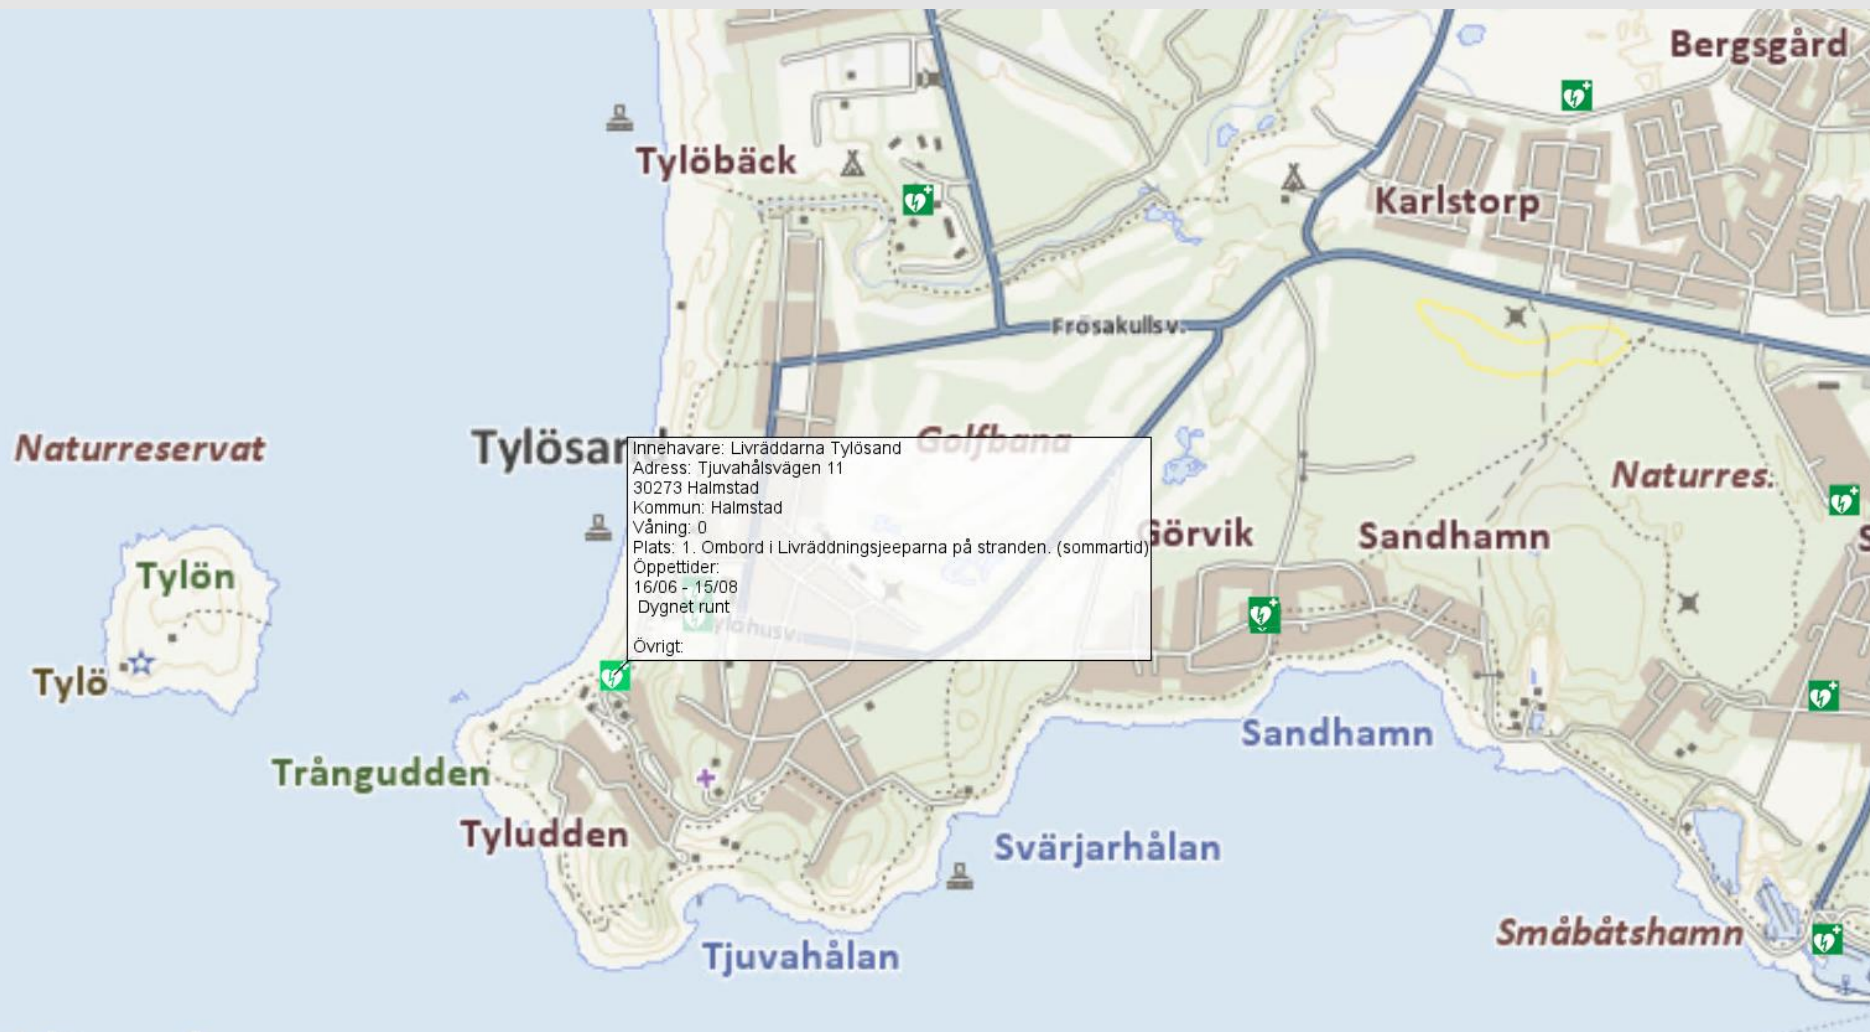 Bergsgård
Tylöbäck
Karlstorp
Frösakullsv.
Golfbana
Naturreservat
Tylösand
Innehavare: Livräddarna Tylösand
Adress: Tjuvahålsvägen 11
30273 Halmstad
Kommun: Halmstad
Våning: 0
Plats: 1. Ombord i Livräddningsjeeparna på stranden. (sommartid)
Öppettider:
16/06 - 15/08
Dygnet runt
Övrigt:
Naturres.
Görvik
Sandhamn
S
Tylön
Tylöhusv.
Tylö
Sandhamn
Trångudden
Tyludden
Svärjarhålan
Småbåtshamn
Tjuvahålan